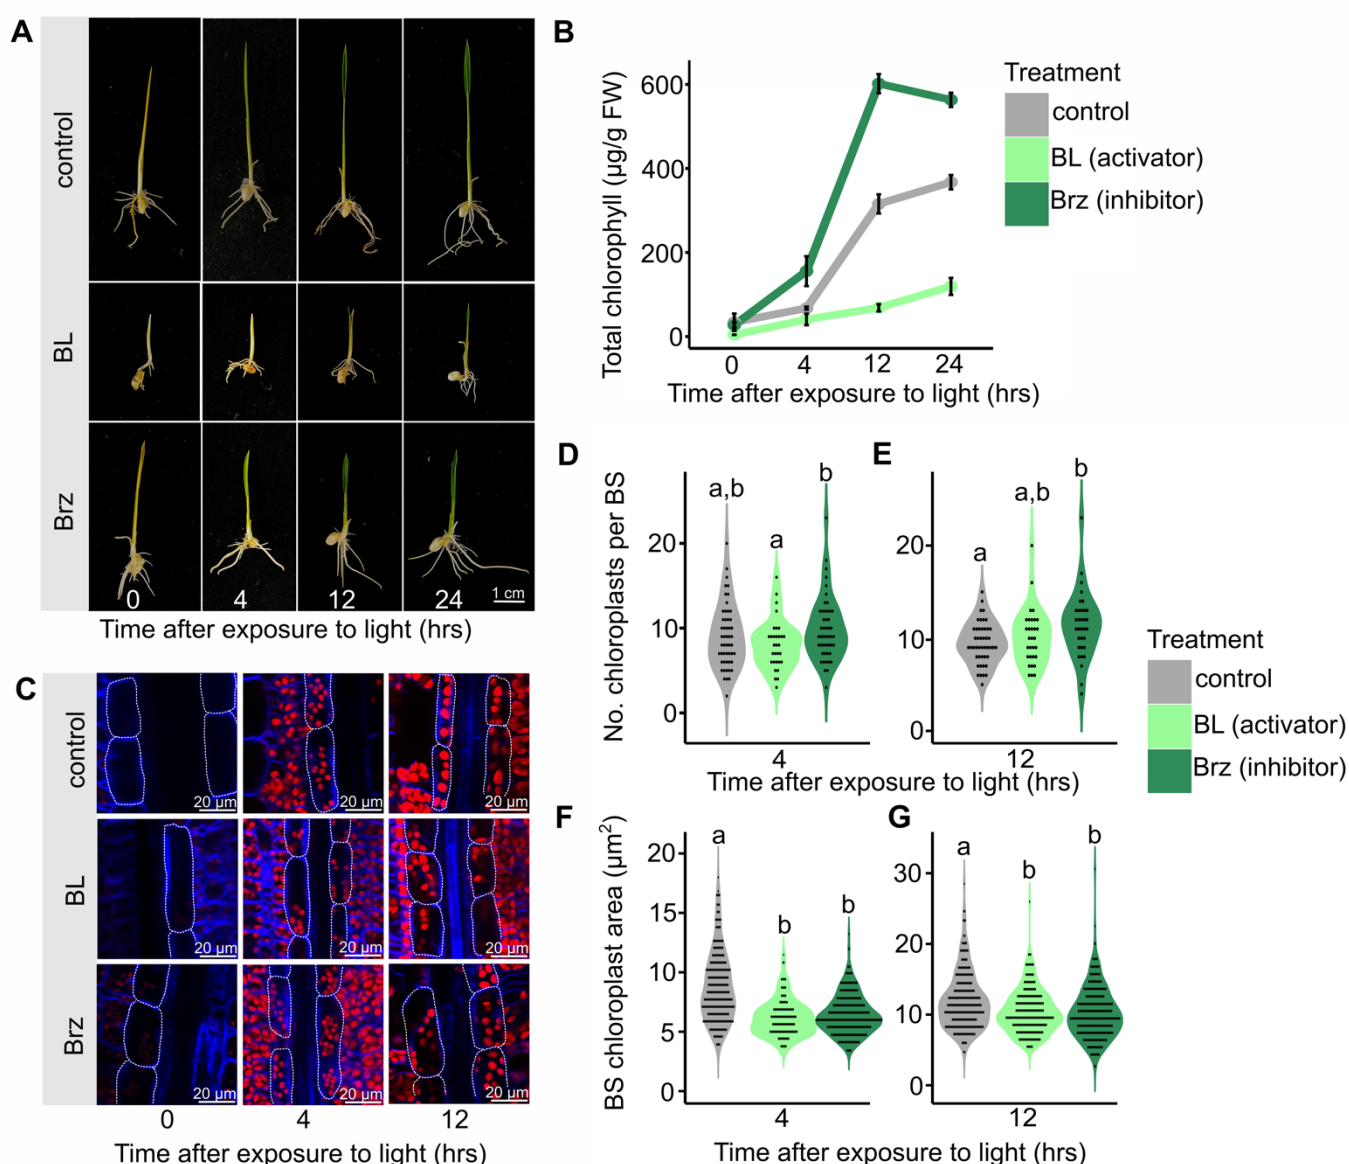 A
control
BL
Brz
0 4 12 24
1 cm
Time after exposure to light (hrs)
B
Total chlorophyll (µg/g FW)
600
400
200
0
0 4 12 24
Time after exposure to light (hrs)
Treatment
control
BL (activator)
Brz (inhibitor)
C
control
BL
Brz
20 µm 20 µm 20 µm
20 µm 20 µm 20 µm
20 µm 20 µm 20 µm
0 4 12
Time after exposure to light (hrs)
D
No. chloroplasts per BS
20
10
0
a,b a b
4
E
20
10
0
a a,b b
12
Time after exposure to light (hrs)
Treatment
control
BL (activator)
Brz (inhibitor)
F
BS chloroplast area (µm²)
20
15
10
5
0
a b b
4
G
30
20
10
0
a b b
12
Time after exposure to light (hrs)